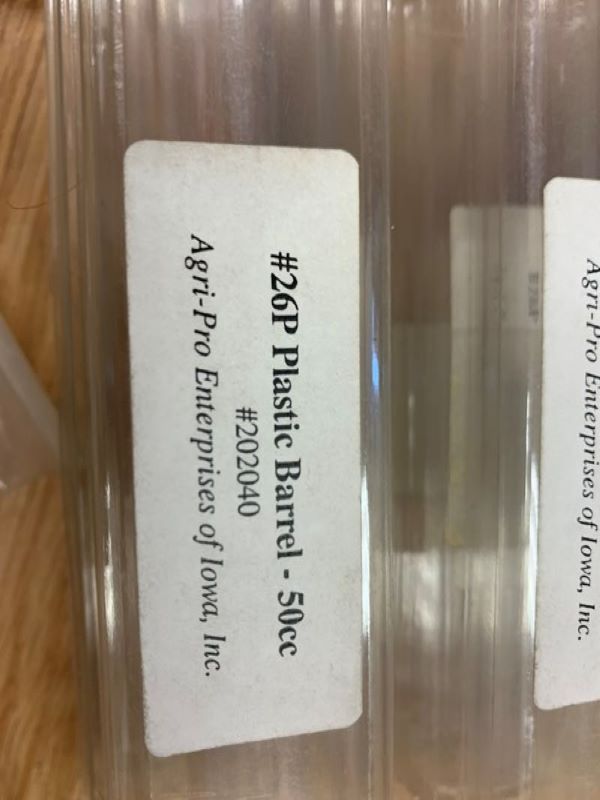 #26P Plastic Barrel - 50cc
#202040
Agri-Pro Enterprises of Iowa, Inc.
Agri-Pro Enterprises of Iowa, Inc.